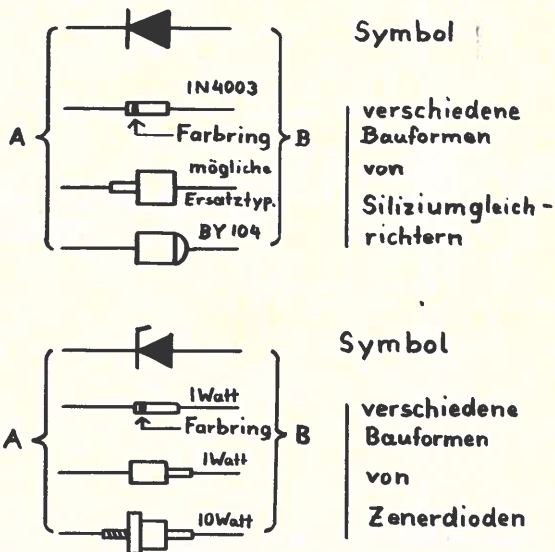 Symbol
1N4003
A
Farbring
B
mögliche
Ersatztyp.
BY 104
verschiedene
Bauformen
von
Siliziumgleich-
richtern
Symbol
1Watt
A
Farbring
B
1Watt
10Watt
verschiedene
Bauformen
von
Zenerdioden